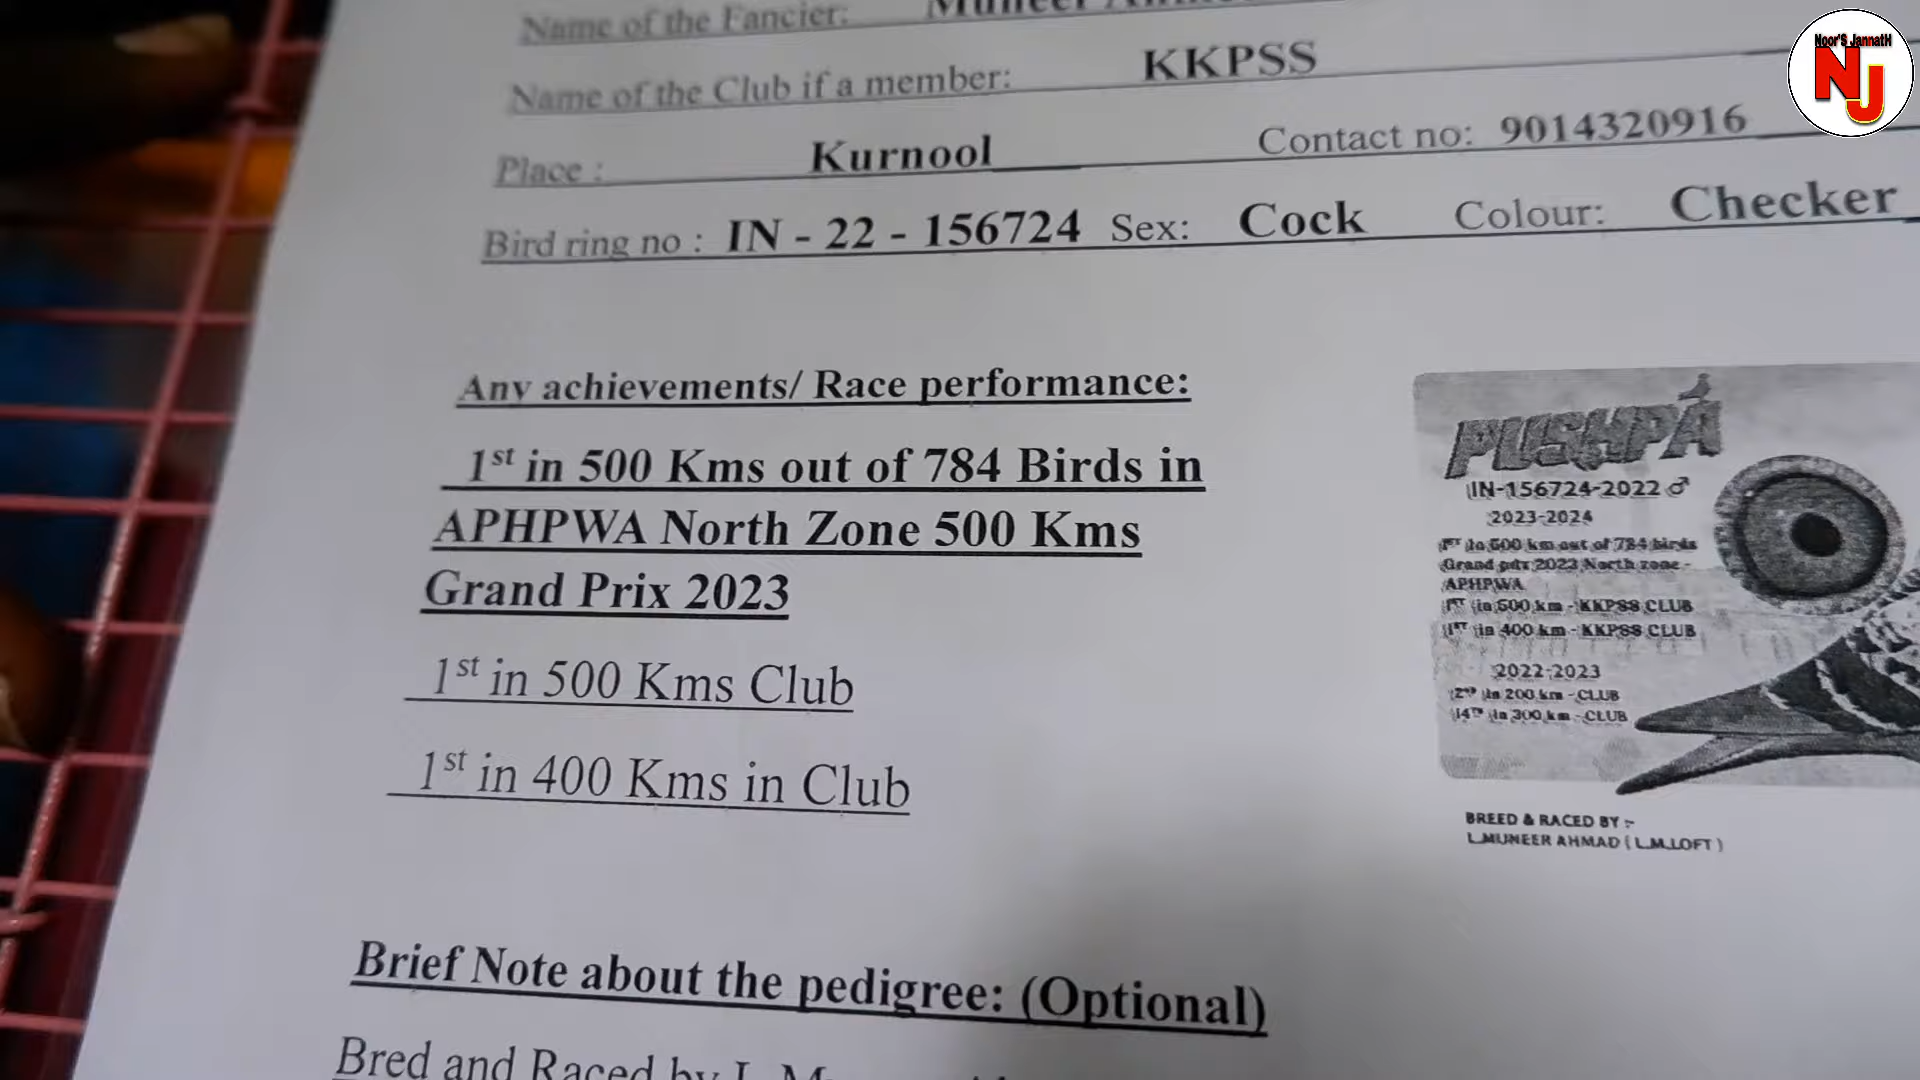 Name of the Fancier: Muneer
Name of the Club if a member: KKPSS
Place : Kurnool Contact no: 9014320916
Bird ring no : IN - 22 - 156724 Sex: Cock Colour: Checker
Any achievements/ Race performance:
1st in 500 Kms out of 784 Birds in
APHPWA North Zone 500 Kms
Grand Prix 2023
1st in 500 Kms Club
1st in 400 Kms in Club
Brief Note about the pedigree: (Optional)
Bred and Raced by L
PUSHPA
IN-156724-2022 ♂
2023-2024
1ST in 500 km out of 784 birds
Grand prix 2023 North zone -
APHPWA
1ST in 500 km - KKPSS CLUB
1ST in 400 km - KKPSS CLUB
2022-2023
2ND in 200 km - CLUB
14TH in 300 km - CLUB
BREED & RACED BY :-
L.MUNEER AHMAD ( L.M.LOFT )
Noor'S JannatH
NJ